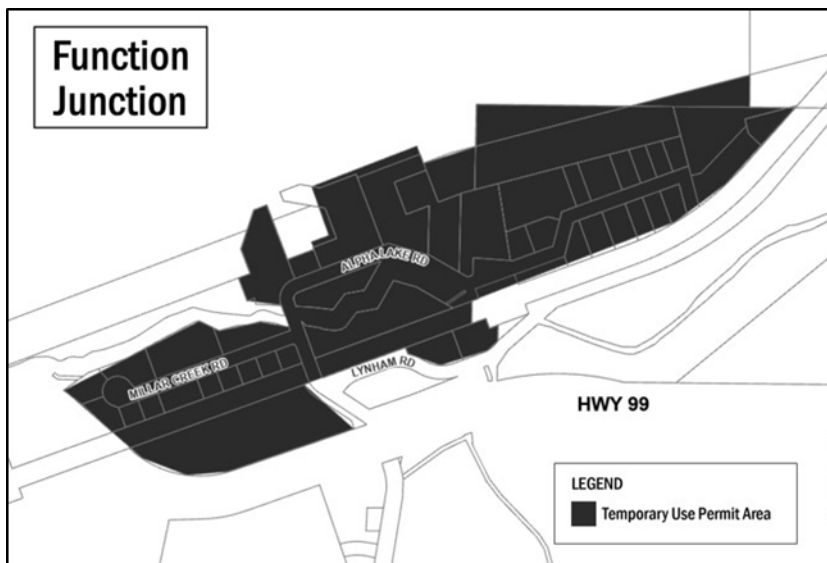 Function
Junction
ALPHA LAKE RD
MILLAR CREEK RD
LYNHAM RD
HWY 99
LEGEND
Temporary Use Permit Area